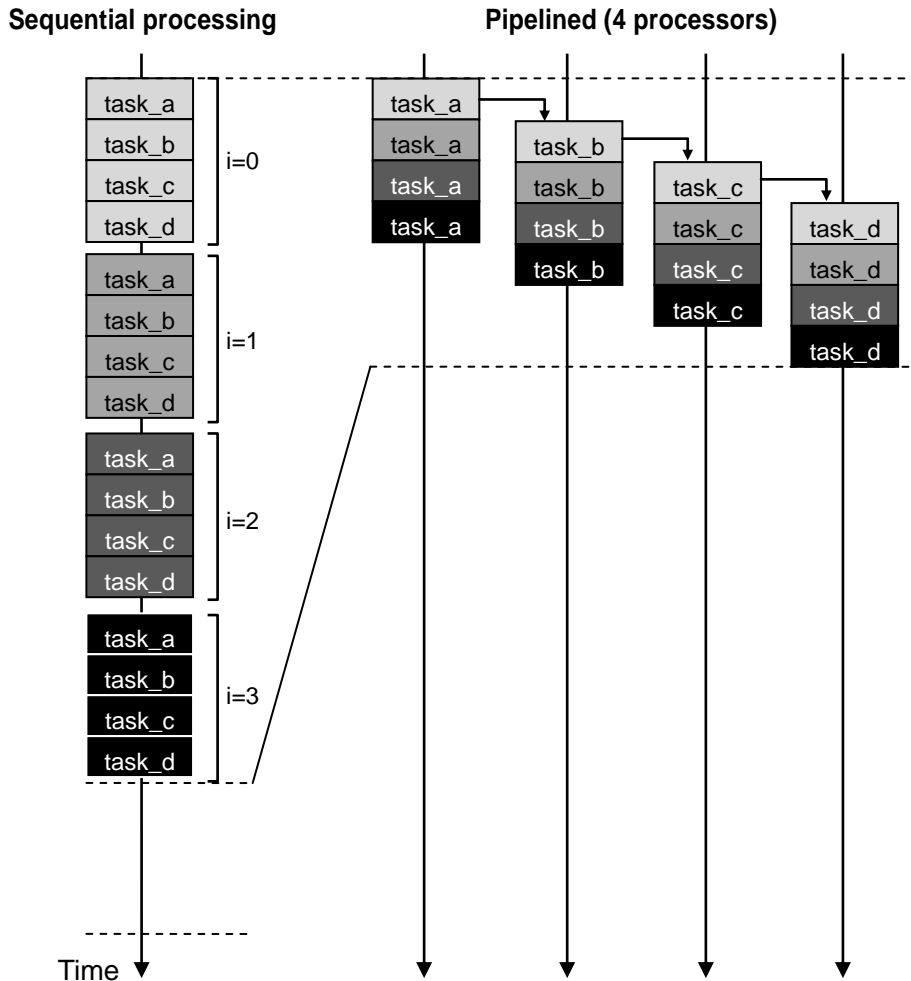 Sequential processing
task_a
task_b
task_c
task_d
i=0
task_a
task_b
task_c
task_d
i=1
task_a
task_b
task_c
task_d
i=2
task_a
task_b
task_c
task_d
i=3
Time
Pipelined (4 processors)
task_a
task_a
task_a
task_a
task_b
task_b
task_b
task_b
task_c
task_c
task_c
task_c
task_d
task_d
task_d
task_d